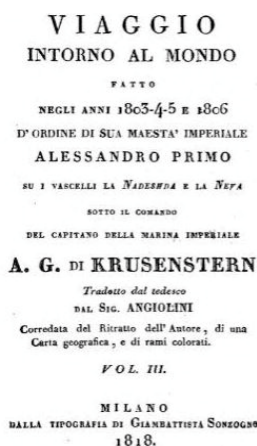 VIAGGIO
INTORNO AL MONDO
FATTO
NEGLI ANNI 1803-4-5 E 1806
D' ORDINE DI SUA MAESTA' IMPERIALE
ALESSANDRO PRIMO
SU I VASCELLI LA NADESHDA E LA NEVA
SOTTO IL COMANDO
DEL CAPITANO DELLA MARINA IMPERIALE
A. G. DI KRUSENSTERN
Tradotto dal tedesco
DAL SIG. ANGIOLINI
Corredata del Ritratto dell' Autore, di una
Carta geografica, e di rami colorati.
VOL. III.
MILANO
DALLA TIPOGRAFIA DI GIAMBATTISTA SONZOGNO
1818.